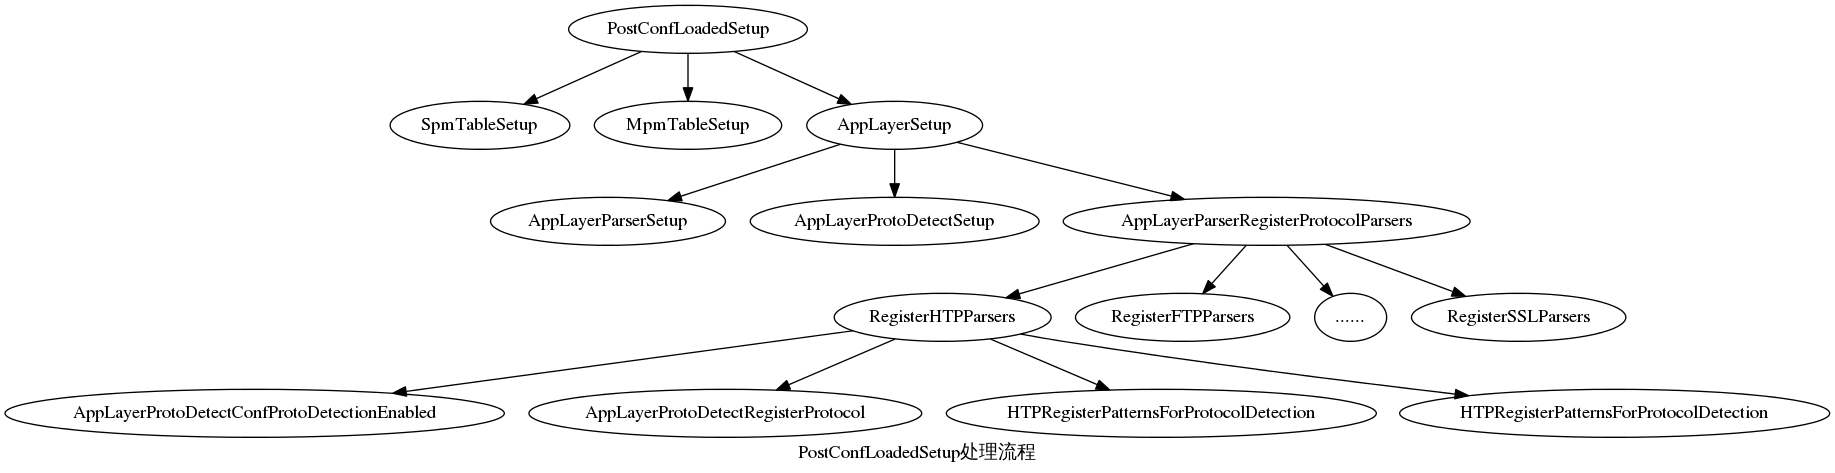 PostConfLoadedSetup
SpmTableSetup
MpmTableSetup
AppLayerSetup
AppLayerParserSetup
AppLayerProtoDetectSetup
AppLayerParserRegisterProtocolParsers
RegisterHTPParsers
RegisterFTPParsers
......
RegisterSSLParsers
AppLayerProtoDetectConfProtoDetectionEnabled
AppLayerProtoDetectRegisterProtocol
HTPRegisterPatternsForProtocolDetection
HTPRegisterPatternsForProtocolDetection
PostConfLoadedSetup处理流程